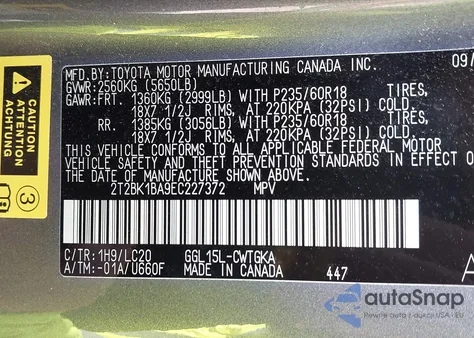 MFD.BY:TOYOTA MOTOR MANUFACTURING CANADA INC. 09/
GVWR:2560KG (5650LB)
GAWR:FRT. 1360KG (2999LB) WITH P235/60R18 TIRES,
18X7 1/2J RIMS, AT 220KPA (32PSI) COLD.
RR. 1385KG (3056LB) WITH P235/60R18 TIRES,
18X7 1/2J RIMS, AT 220KPA (32PSI) COLD.
THIS VEHICLE CONFORMS TO ALL APPLICABLE FEDERAL MOTOR
VEHICLE SAFETY AND THEFT PREVENTION STANDARDS IN EFFECT O
THE DATE OF MANUFACTURE SHOWN ABOVE.
2T2BK1BA9EC227372 MPV
C/TR:1H9/LC20 GGL15L-CWTGKA
A/TM:-01A/U660F MADE IN CANADA 447
3
autoSnap